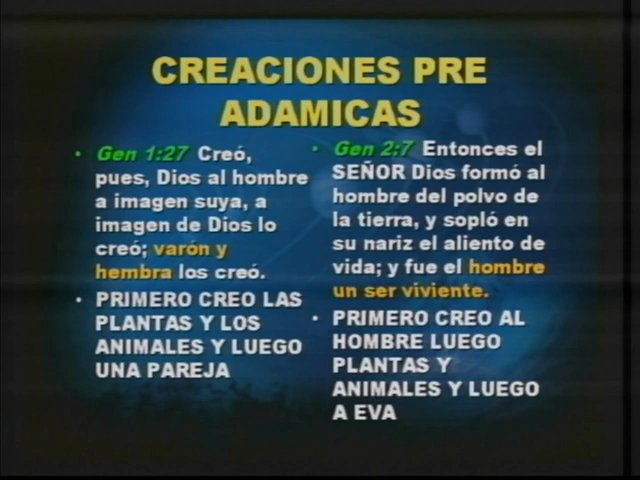 CREACIONES PRE
ADAMICAS
• Gen 1:27 Creó,
pues, Dios al hombre
a imagen suya, a
imagen de Dios lo
creó; varón y
hembra los creó.
• PRIMERO CREO LAS
PLANTAS Y LOS
ANIMALES Y LUEGO
UNA PAREJA
• Gen 2:7 Entonces el
SEÑOR Dios formó al
hombre del polvo de
la tierra, y sopló en
su nariz el aliento de
vida; y fue el hombre
un ser viviente.
• PRIMERO CREO AL
HOMBRE LUEGO
PLANTAS Y
ANIMALES Y LUEGO
A EVA